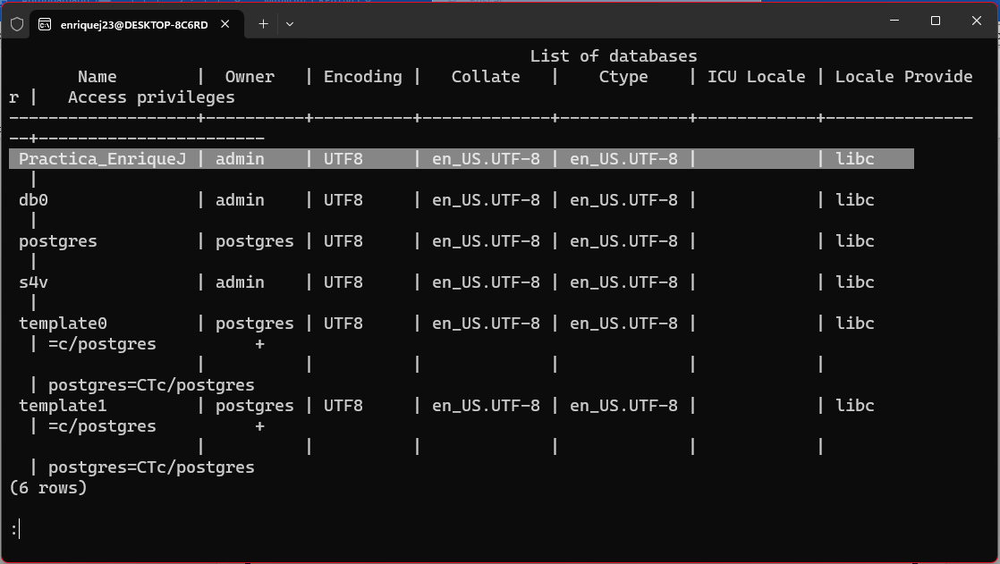 enriquej23@DESKTOP-8C6RD
List of databases
Name | Owner | Encoding | Collate | Ctype | ICU Locale | Locale Provide
r | Access privileges
-------------------+----------+----------+-------------+-------------+------------+---------------
--+-----------------------
Practica_EnriqueJ | admin | UTF8 | en_US.UTF-8 | en_US.UTF-8 | | libc
|
db0 | admin | UTF8 | en_US.UTF-8 | en_US.UTF-8 | | libc
|
postgres | postgres | UTF8 | en_US.UTF-8 | en_US.UTF-8 | | libc
|
s4v | admin | UTF8 | en_US.UTF-8 | en_US.UTF-8 | | libc
|
template0 | postgres | UTF8 | en_US.UTF-8 | en_US.UTF-8 | | libc
| =c/postgres +
| | | | | |
| postgres=CTc/postgres
template1 | postgres | UTF8 | en_US.UTF-8 | en_US.UTF-8 | | libc
| =c/postgres +
| | | | | |
| postgres=CTc/postgres
(6 rows)
: